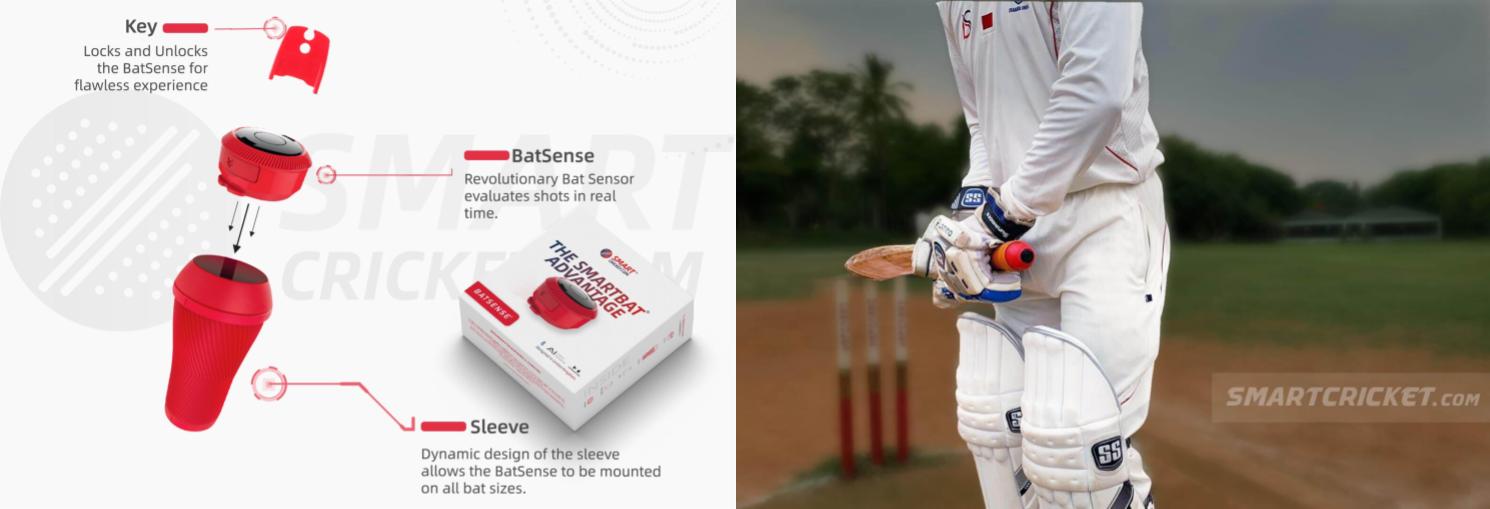 Key
Locks and Unlocks
the BatSense for
flawless experience
BatSense
Revolutionary Bat Sensor
evaluates shots in real
time.
SMART
CRICKET.COM
SMART
THE SMARTBAT
ADVANTAGE
BATSENSE
AI
Sleeve
Dynamic design of the sleeve
allows the BatSense to be mounted
on all bat sizes.
SS
SS
SMARTCRICKET.COM